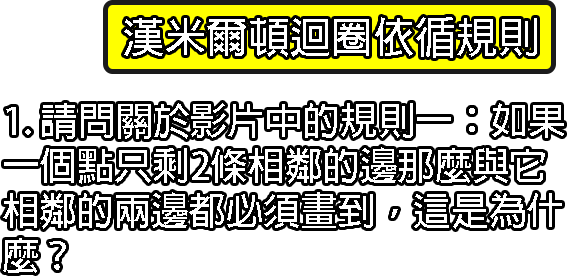 漢米爾頓迴圈依循規則
1. 請問關於影片中的規則一：如果
一個點只剩2條相鄰的邊那麼與它
相鄰的兩邊都必須畫到，這是為什
麼？